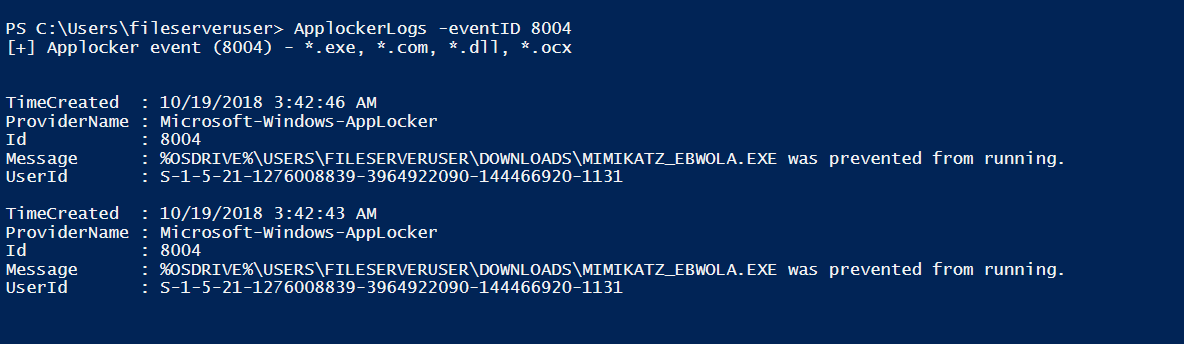 PS C:\Users\fileserveruser> ApplockerLogs -eventID 8004
[+] Applocker event (8004) - *.exe, *.com, *.dll, *.ocx
TimeCreated  : 10/19/2018 3:42:46 AM
ProviderName : Microsoft-Windows-AppLocker
Id           : 8004
Message      : %OSDRIVE%\USERS\FILESERVERUSER\DOWNLOADS\MIMIKATZ_EBWOLA.EXE was prevented from running.
UserId       : S-1-5-21-1276008839-3964922090-144466920-1131
TimeCreated  : 10/19/2018 3:42:43 AM
ProviderName : Microsoft-Windows-AppLocker
Id           : 8004
Message      : %OSDRIVE%\USERS\FILESERVERUSER\DOWNLOADS\MIMIKATZ_EBWOLA.EXE was prevented from running.
UserId       : S-1-5-21-1276008839-3964922090-144466920-1131